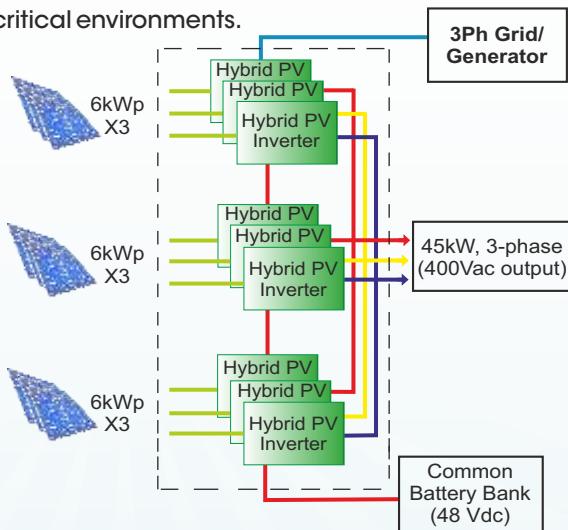 critical environments.
3Ph Grid/
Generator
Hybrid PV
Hybrid PV
Hybrid PV
Inverter
6kWp
X3
Hybrid PV
Hybrid PV
Hybrid PV
Inverter
6kWp
X3
45kW, 3-phase
(400Vac output)
Hybrid PV
Hybrid PV
Hybrid PV
Inverter
6kWp
X3
Common
Battery Bank
(48 Vdc)